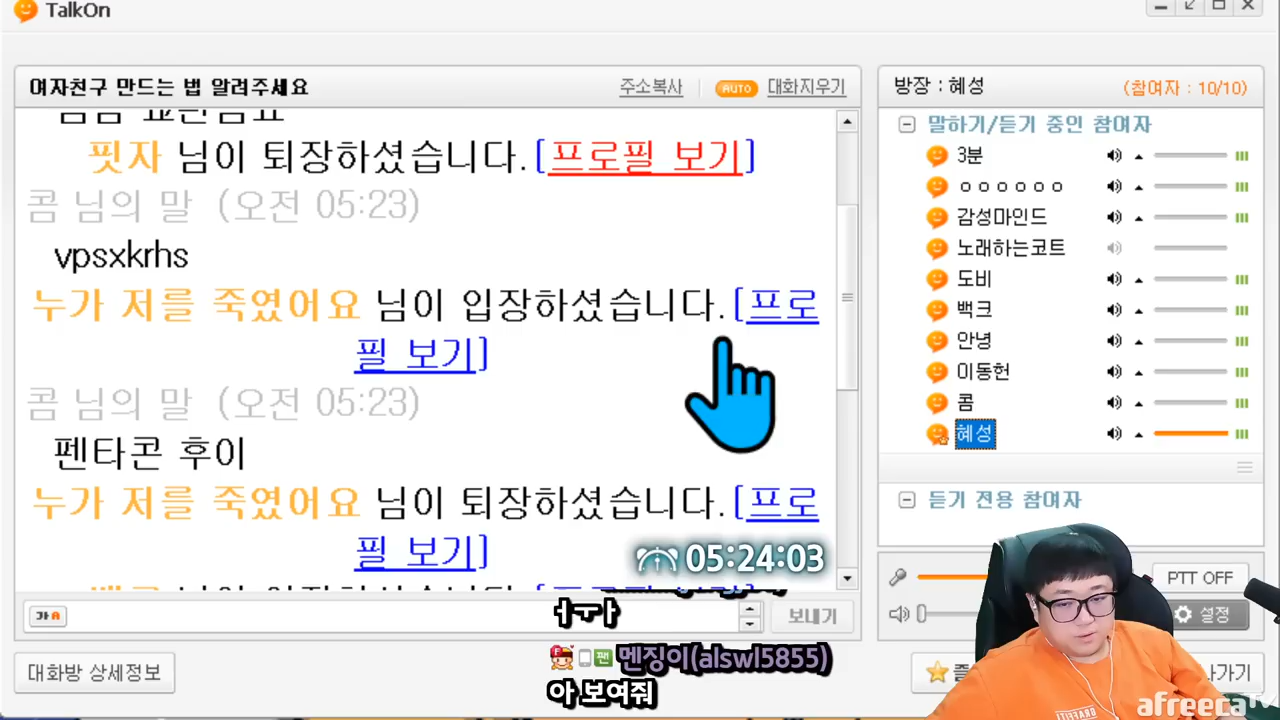 TalkOn
여자친구 만드는 법 알려주세요
주소복사
AUTO
대화지우기
핏자 님이 퇴장하셨습니다.[프로필 보기]
콤 님의 말 (오전 05:23)
vpsxkrhs
누가 저를 죽였어요 님이 입장하셨습니다.[프로
필 보기]
콤 님의 말 (오전 05:23)
펜타콘 후이
누가 저를 죽였어요 님이 퇴장하셨습니다.[프로
필 보기]
05:24:03
가A
보내기
대화방 상세정보
방장 : 혜성
(참여자 : 10/10)
말하기/듣기 중인 참여자
3분
ㅇㅇㅇㅇㅇㅇ
감성마인드
노래하는코트
도비
백크
안녕
이동헌
콤
혜성
듣기 전용 참여자
PTT OFF
설정
ㅓㅜㅑ
팬 멘징이(alswl5855)
아 보여줘
afreecaTV